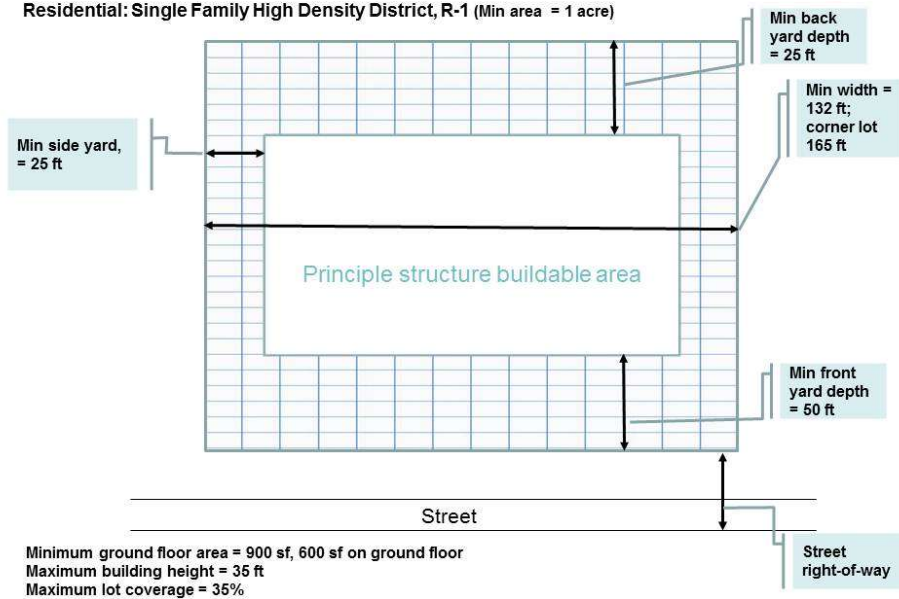 Residential: Single Family High Density District, R-1 (Min area = 1 acre)
Min back
yard depth
= 25 ft
Min width =
132 ft;
corner lot
165 ft
Min side yard,
= 25 ft
Principle structure buildable area
Min front
yard depth
= 50 ft
Street
Street
right-of-way
Minimum ground floor area = 900 sf, 600 sf on ground floor
Maximum building height = 35 ft
Maximum lot coverage = 35%